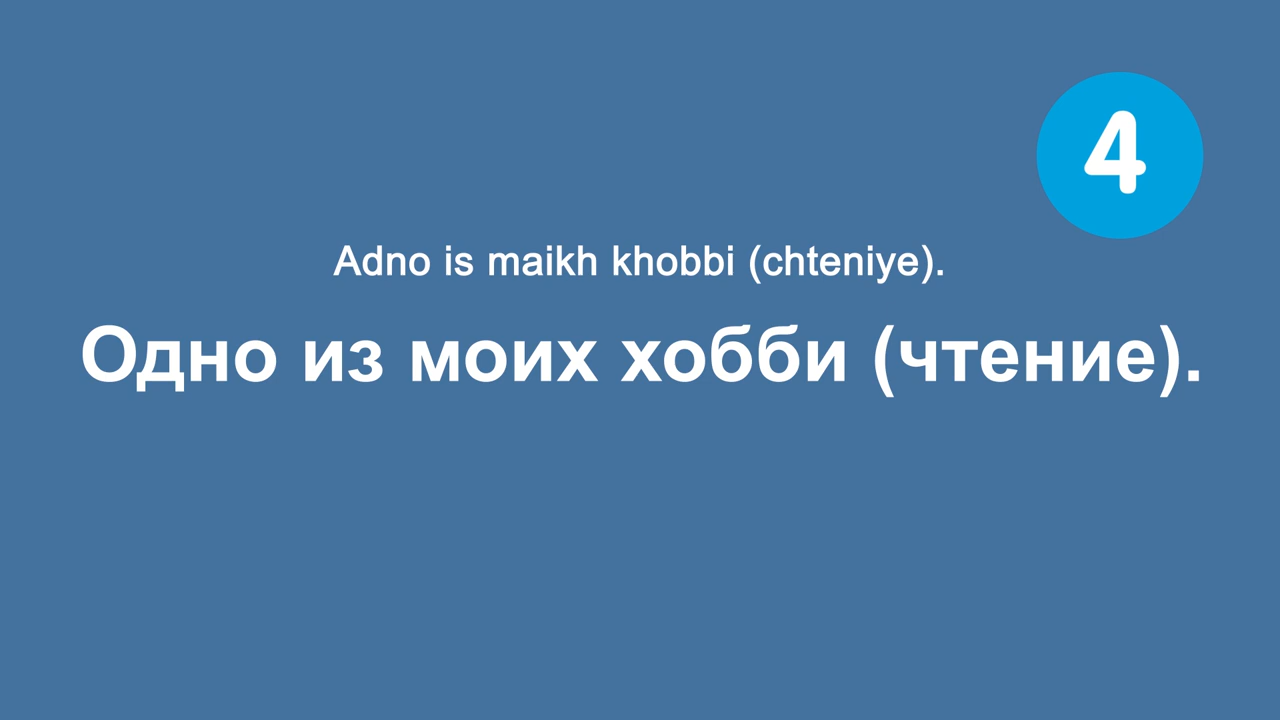 4
Adno is maikh khobbi (chteniye).
Одно из моих хобби (чтение).